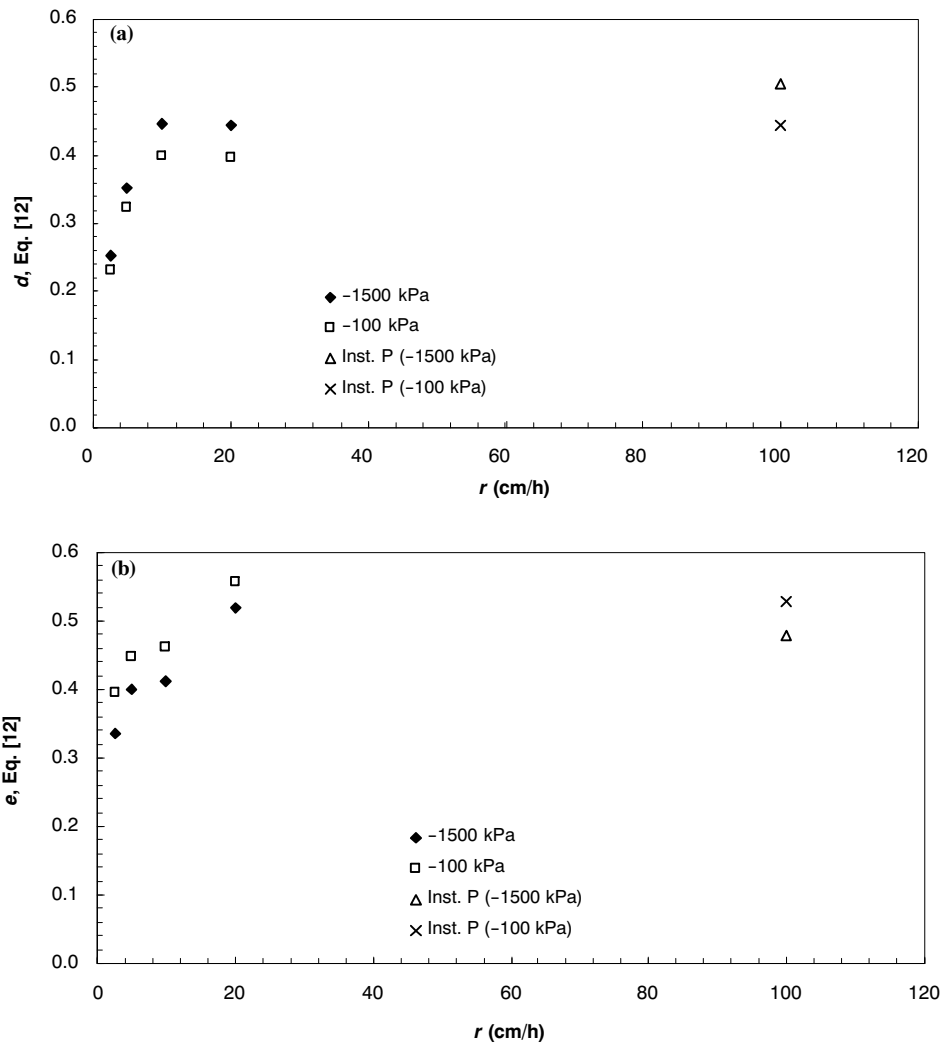 (a)
0.6
0.5
0.4
0.3
0.2
0.1
0.0
d, Eq. [12]
–1500 kPa
–100 kPa
Inst. P (–1500 kPa)
Inst. P (–100 kPa)
0 20 40 60 80 100 120
r (cm/h)
(b)
0.6
0.5
0.4
0.3
0.2
0.1
0.0
e, Eq. [12]
–1500 kPa
–100 kPa
Inst. P (–1500 kPa)
Inst. P (–100 kPa)
0 20 40 60 80 100 120
r (cm/h)